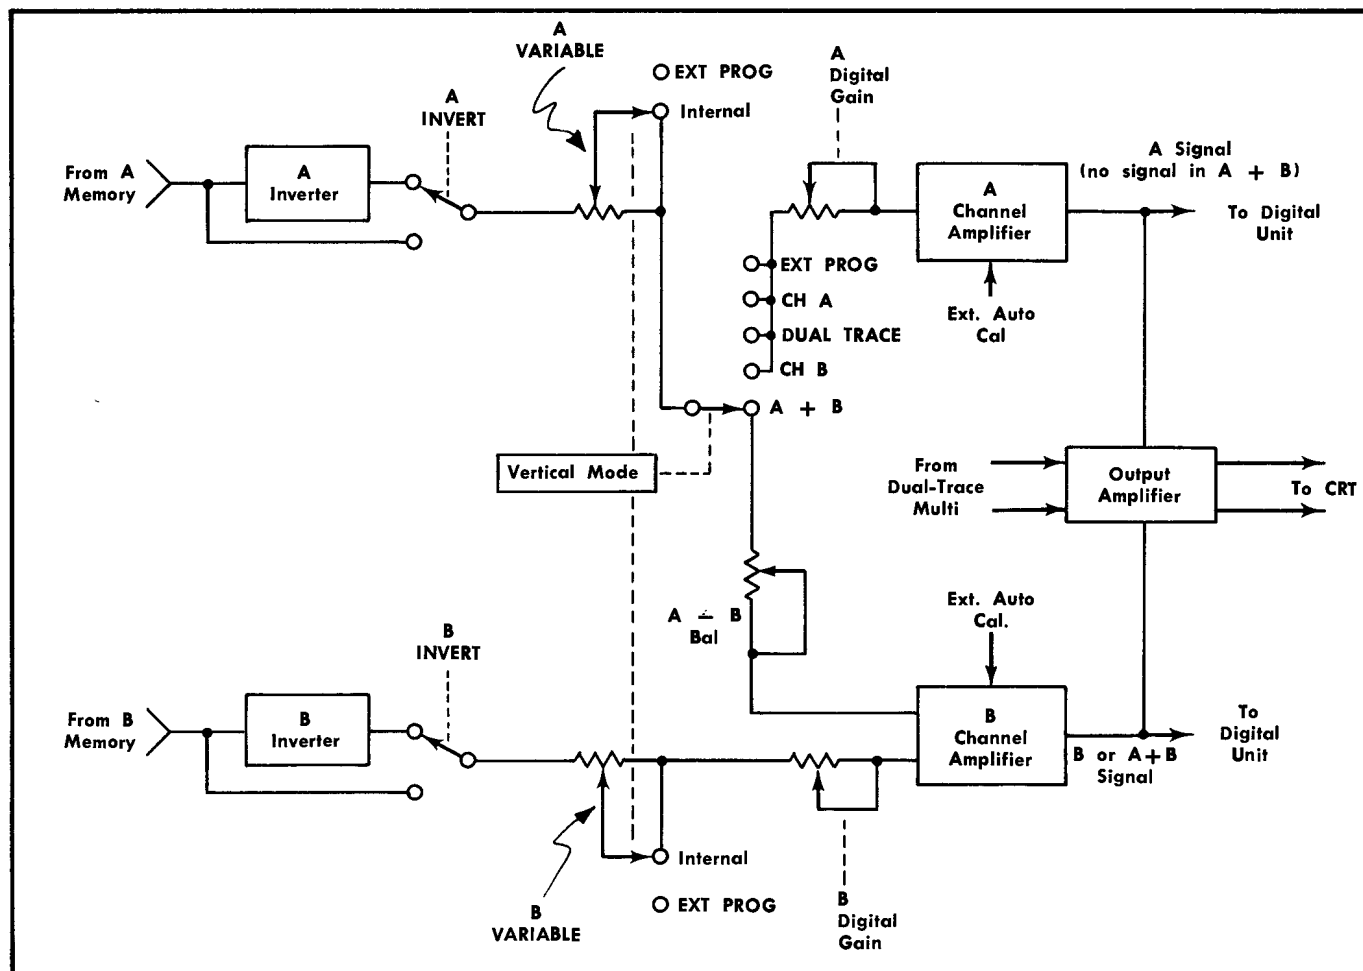 A
VARIABLE
EXT PROG
Internal
A
INVERT
A
Digital
Gain
From A
Memory
A
Inverter
A
Channel
Amplifier
A Signal
(no signal in A + B)
To Digital
Unit
EXT PROG
CH A
DUAL TRACE
CH B
A + B
Ext. Auto
Cal
Vertical Mode
From
Dual-Trace
Multi
Output
Amplifier
To CRT
A - B
Bal
Ext. Auto
Cal.
B
INVERT
From B
Memory
B
Inverter
B
Channel
Amplifier
B or A+B
Signal
To
Digital
Unit
Internal
EXT PROG
B
VARIABLE
B
Digital
Gain